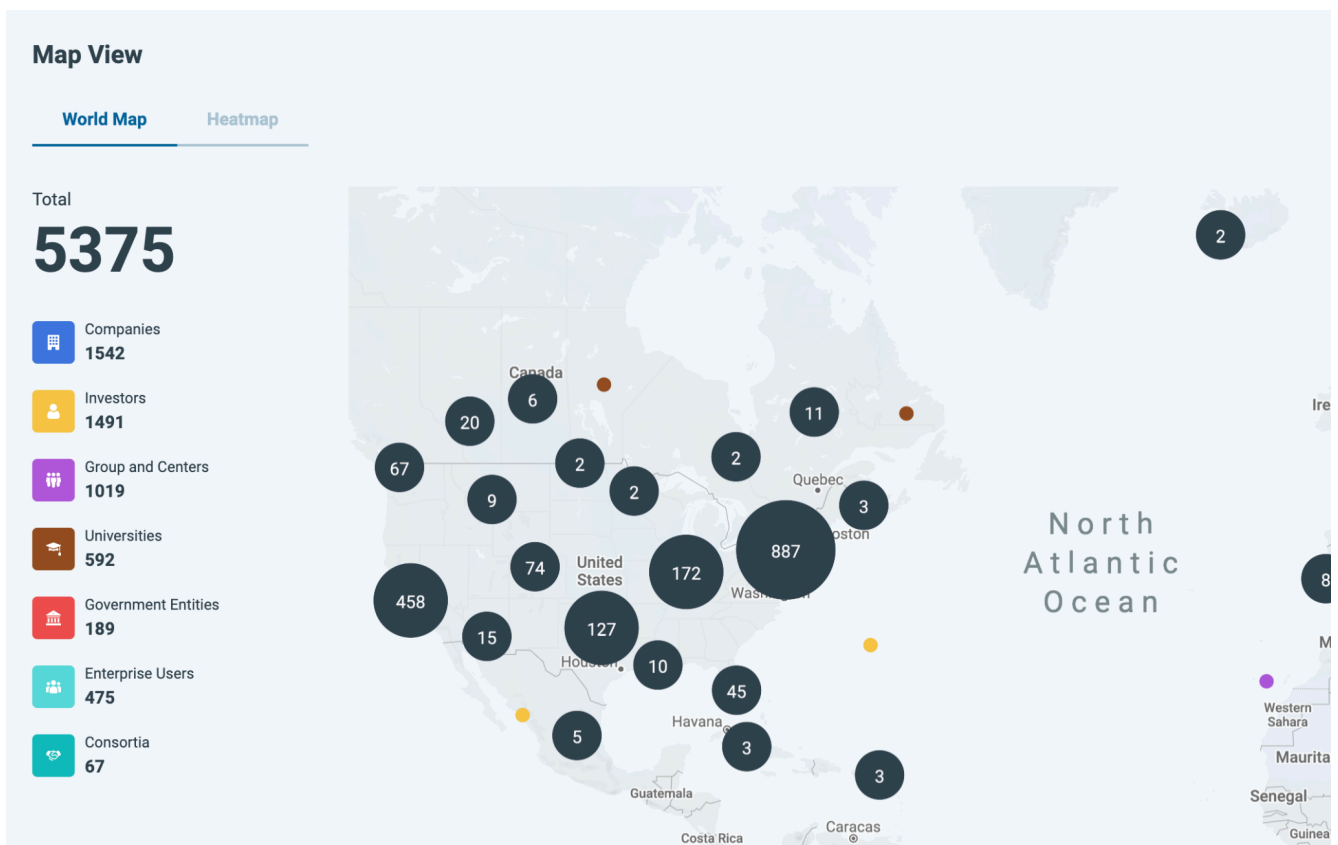 Map View
World Map
Heatmap
Total
5375
Companies
1542
Investors
1491
Group and Centers
1019
Universities
592
Government Entities
189
Enterprise Users
475
Consortia
67
2
Canada
6
20
11
67
2
2
9
2
Quebec
3
oston
887
74
United
States
172
458
127
15
Houston
10
45
Havana
3
5
3
Guatemala
Caracas
Costa Rica
North
Atlantic
Ocean
Ire
8
M
Western
Sahara
Maurita
Senegal
Guinea